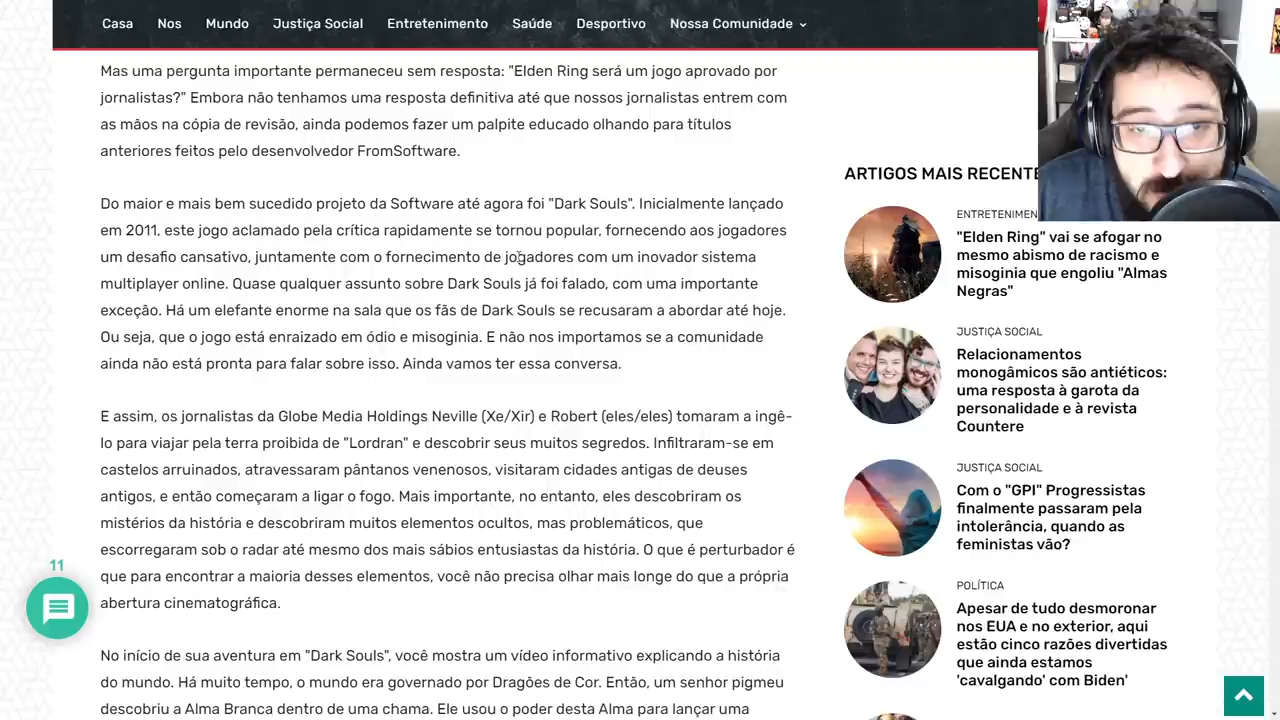 Casa Nos Mundo Justiça Social Entretenimento Saúde Desportivo Nossa Comunidade
Mas uma pergunta importante permaneceu sem resposta: "Elden Ring será um jogo aprovado por
jornalistas?" Embora não tenhamos uma resposta definitiva até que nossos jornalistas entrem com
as mãos na cópia de revisão, ainda podemos fazer um palpite educado olhando para títulos
anteriores feitos pelo desenvolvedor FromSoftware.
Do maior e mais bem sucedido projeto da Software até agora foi "Dark Souls". Inicialmente lançado
em 2011, este jogo aclamado pela crítica rapidamente se tornou popular, fornecendo aos jogadores
um desafio cansativo, juntamente com o fornecimento de jogadores com um inovador sistema
multiplayer online. Quase qualquer assunto sobre Dark Souls já foi falado, com uma importante
exceção. Há um elefante enorme na sala que os fãs de Dark Souls se recusaram a abordar até hoje.
Ou seja, que o jogo está enraizado em ódio e misoginia. E não nos importamos se a comunidade
ainda não está pronta para falar sobre isso. Ainda vamos ter essa conversa.
E assim, os jornalistas da Globe Media Holdings Neville (Xe/Xir) e Robert (eles/eles) tomaram a ingê-
lo para viajar pela terra proibida de "Lordran" e descobrir seus muitos segredos. Infiltraram-se em
castelos arruinados, atravessaram pântanos venenosos, visitaram cidades antigas de deuses
antigos, e então começaram a ligar o fogo. Mais importante, no entanto, eles descobriram os
mistérios da história e descobriram muitos elementos ocultos, mas problemáticos, que
escorregaram sob o radar até mesmo dos mais sábios entusiastas da história. O que é perturbador é
que para encontrar a maioria desses elementos, você não precisa olhar mais longe do que a própria
abertura cinematográfica.
No início de sua aventura em "Dark Souls", você mostra um vídeo informativo explicando a história
do mundo. Há muito tempo, o mundo era governado por Dragões de Cor. Então, um senhor pigmeu
descobriu a Alma Branca dentro de uma chama. Ele usou o poder desta Alma para lançar uma
11
ARTIGOS MAIS RECENTE
ENTRETENIMEN
"Elden Ring" vai se afogar no
mesmo abismo de racismo e
misoginia que engoliu "Almas
Negras"
JUSTIÇA SOCIAL
Relacionamentos
monogâmicos são antiéticos:
uma resposta à garota da
personalidade e à revista
Countere
JUSTIÇA SOCIAL
Com o "GPI" Progressistas
finalmente passaram pela
intolerância, quando as
feministas vão?
POLÍTICA
Apesar de tudo desmoronar
nos EUA e no exterior, aqui
estão cinco razões divertidas
que ainda estamos
'cavalgando' com Biden'